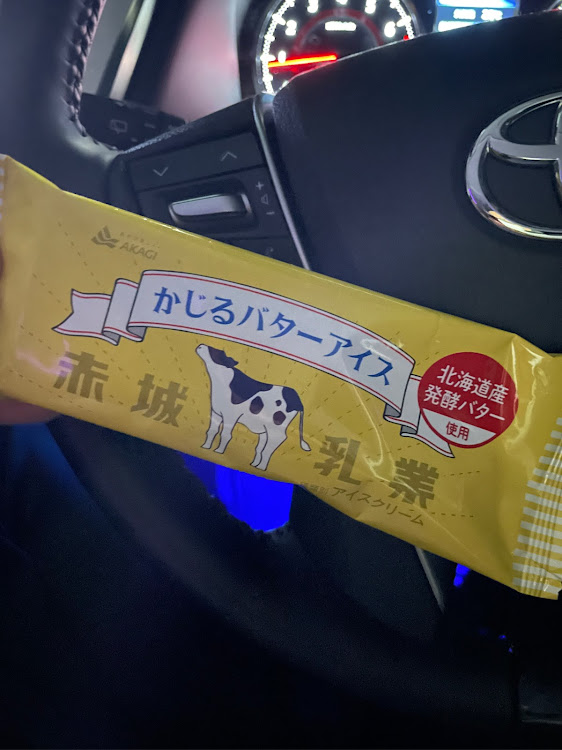 AKAGI
かじるバターアイス
北海道産
発酵バター
使用
赤城 乳業
アイスクリーム